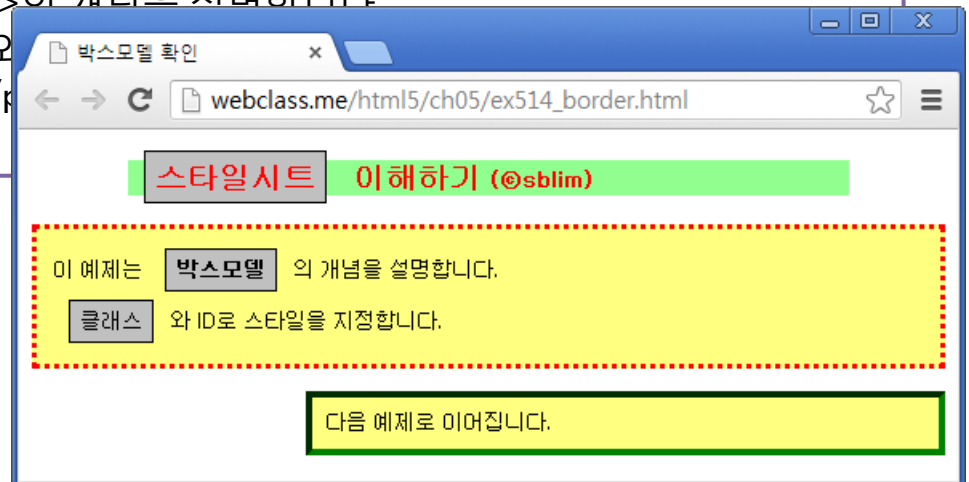 박스모델 확인
webclass.me/html5/ch05/ex514_border.html
스타일시트 이해하기 (©sblim)
이 예제는 박스모델 의 개념을 설명합니다.
클래스 와 ID로 스타일을 지정합니다.
다음 예제로 이어집니다.